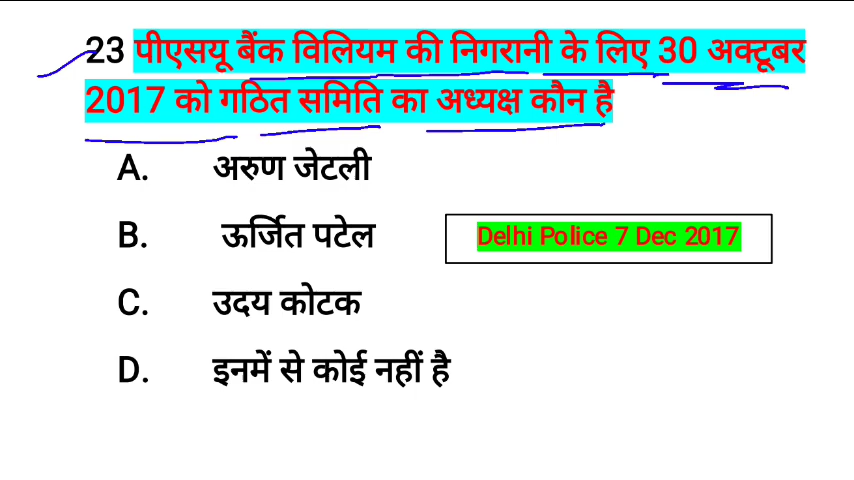 23 पीएसयू बैंक विलियम की निगरानी के लिए 30 अक्टूबर
2017 को गठित समिति का अध्यक्ष कौन है
A. अरुण जेटली
B. ऊर्जित पटेल
Delhi Police 7 Dec 2017
C. उदय कोटक
D. इनमें से कोई नहीं है